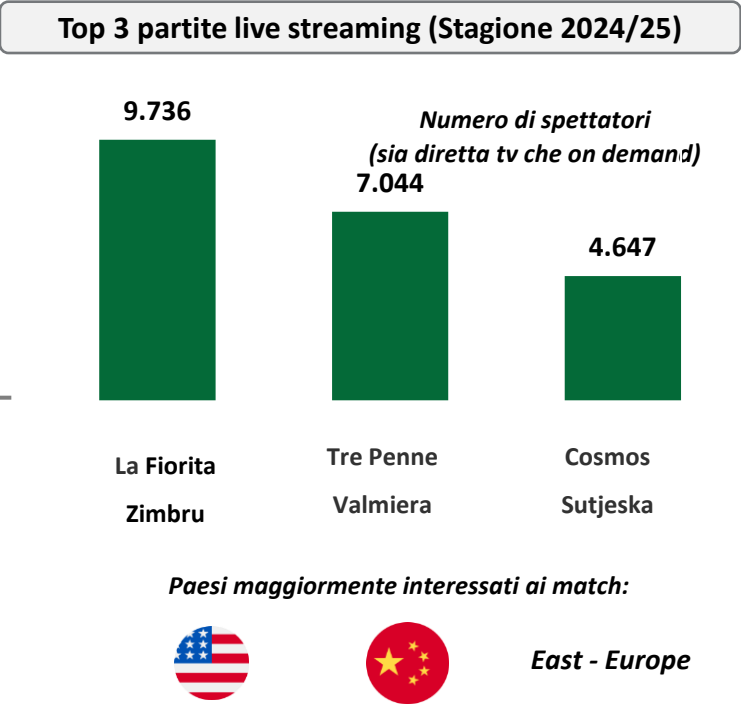 Top 3 partite live streaming (Stagione 2024/25)
9.736
Numero di spettatori
(sia diretta tv che on demand)
7.044
4.647
La Fiorita
Zimbru
Tre Penne
Valmiera
Cosmos
Sutjeska
Paesi maggiormente interessati ai match:
East - Europe